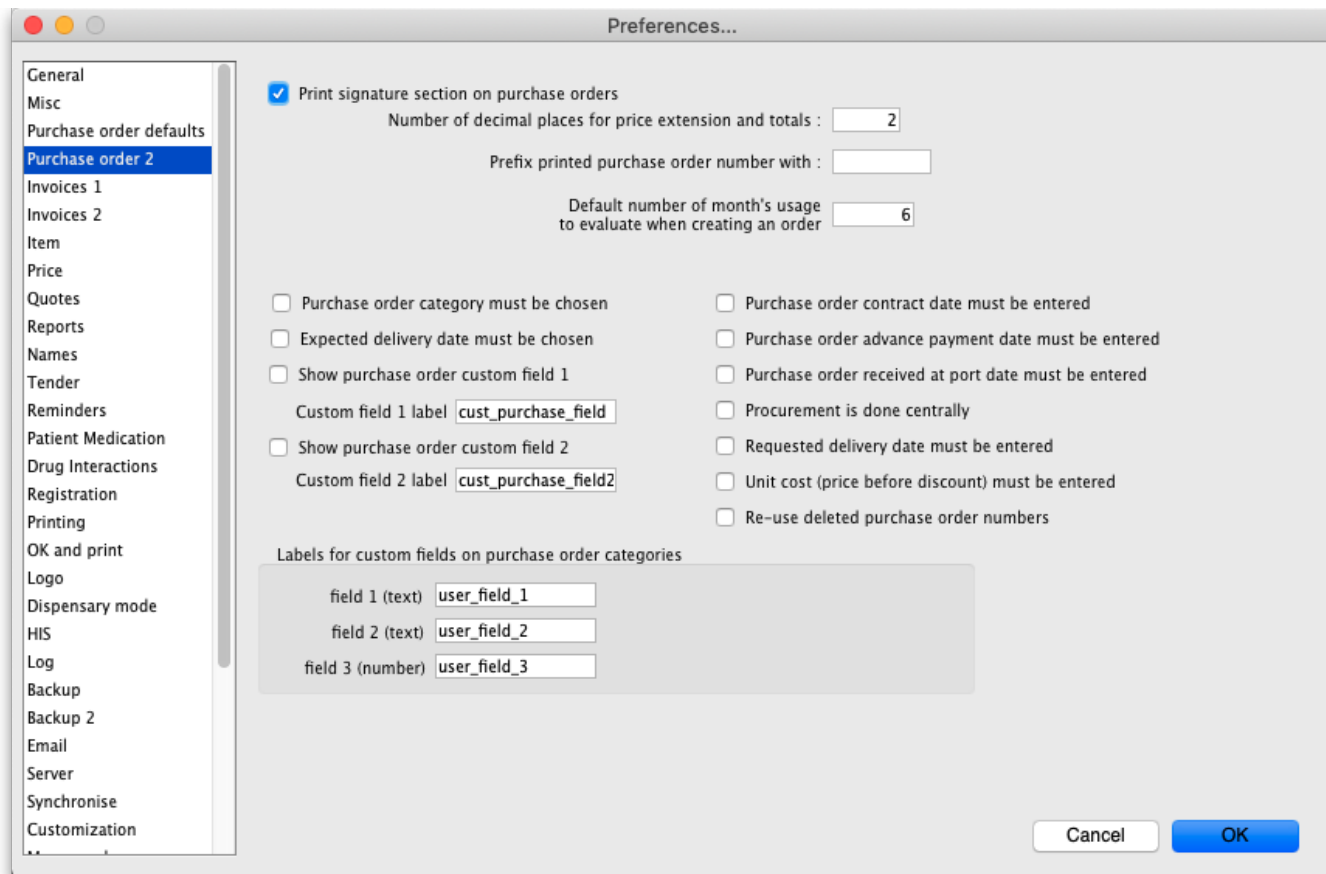 Preferences...
General
Misc
Purchase order defaults
Purchase order 2
Invoices 1
Invoices 2
Item
Price
Quotes
Reports
Names
Tender
Reminders
Patient Medication
Drug Interactions
Registration
Printing
OK and print
Logo
Dispensary mode
HIS
Log
Backup
Backup 2
Email
Server
Synchronise
Customization
Print signature section on purchase orders
Number of decimal places for price extension and totals : 2
Prefix printed purchase order number with :
Default number of month's usage
to evaluate when creating an order 6
Purchase order category must be chosen
Expected delivery date must be chosen
Show purchase order custom field 1
Custom field 1 label cust_purchase_field
Show purchase order custom field 2
Custom field 2 label cust_purchase_field2
Purchase order contract date must be entered
Purchase order advance payment date must be entered
Purchase order received at port date must be entered
Procurement is done centrally
Requested delivery date must be entered
Unit cost (price before discount) must be entered
Re-use deleted purchase order numbers
Labels for custom fields on purchase order categories
field 1 (text) user_field_1
field 2 (text) user_field_2
field 3 (number) user_field_3
Cancel
OK